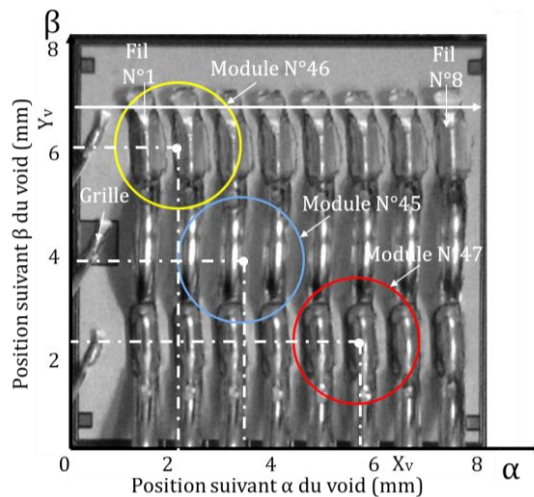 β
8
Fil
N°1
Module N°46
Fil
N°8
Yv
6
Grille
Module N°45
4
Module N°47
2
Position suivant β du void (mm)
0
2
4
6
Xv
8
α
Position suivant α du void (mm)